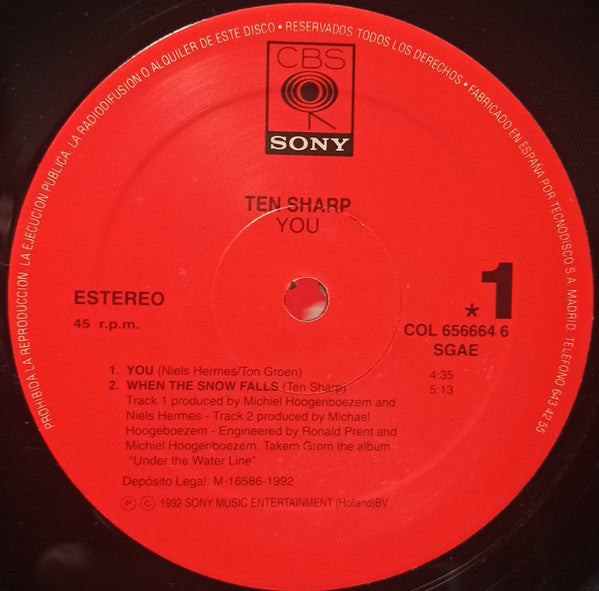 PROHIBIDA LA REPRODUCCION, LA EJECUCION PUBLICA, LA RADIODIFUSION O ALQUILER DE ESTE DISCO • RESERVADOS TODOS LOS DERECHOS • FABRICADO EN ESPAÑA POR TECNODISCO S.A. MADRID. TELEFONO 643 42 55
CBS
SONY
TEN SHARP
YOU
ESTEREO
45 r.p.m.
*1
COL 656664 6
SGAE
1. YOU (Niels Hermes/Ton Groen) 4:35
2. WHEN THE SNOW FALLS (Ten Sharp) 5:13
Track 1 produced by Michiel Hoogenboezem and
Niels Hermes - Track 2 produced by Michael
Hoogeboezem - Engineered by Ronald Prent and
Michiel Hoogenboezem. Takem Grom the album
"Under the Water Line"
Depósito Legal: M-16586-1992
Ⓟ Ⓒ 1992 SONY MUSIC ENTERTAINMENT (Holland)BV